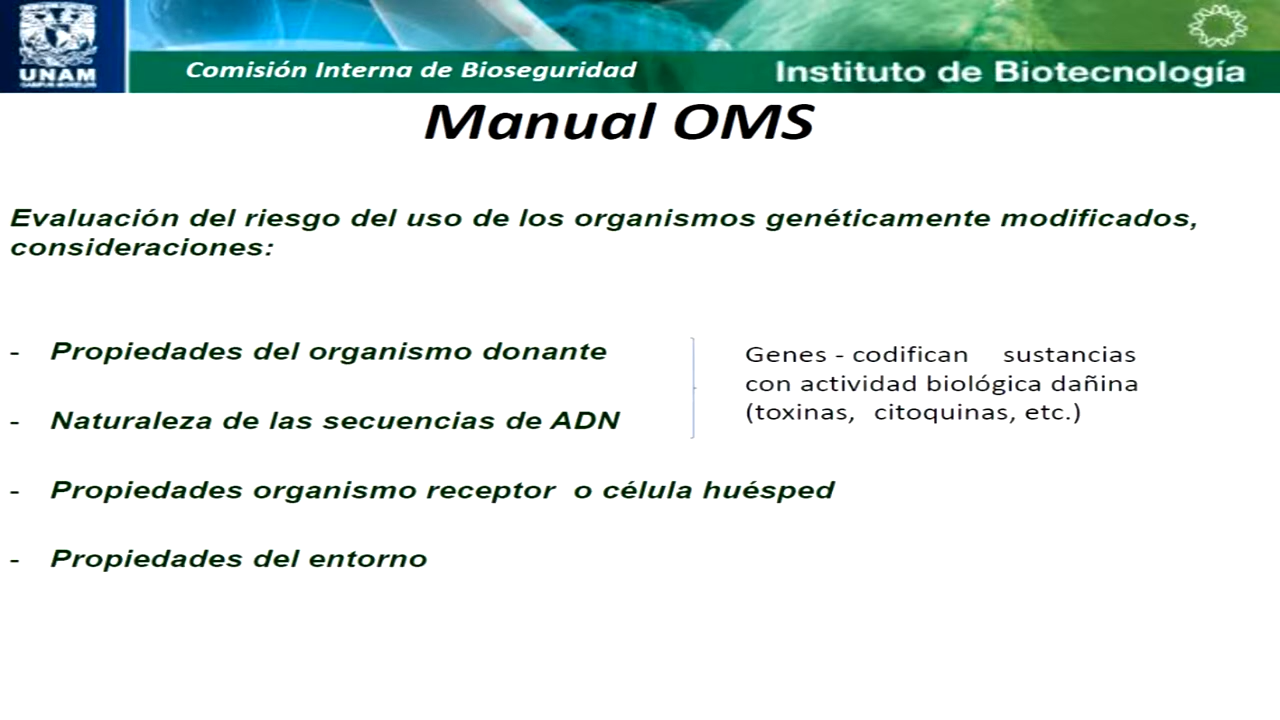 UNAM
Comisión Interna de Bioseguridad
Instituto de Biotecnología
Manual OMS
Evaluación del riesgo del uso de los organismos genéticamente modificados,
consideraciones:
- Propiedades del organismo donante
- Naturaleza de las secuencias de ADN
Genes - codifican sustancias
con actividad biológica dañina
(toxinas, citoquinas, etc.)
- Propiedades organismo receptor o célula huésped
- Propiedades del entorno